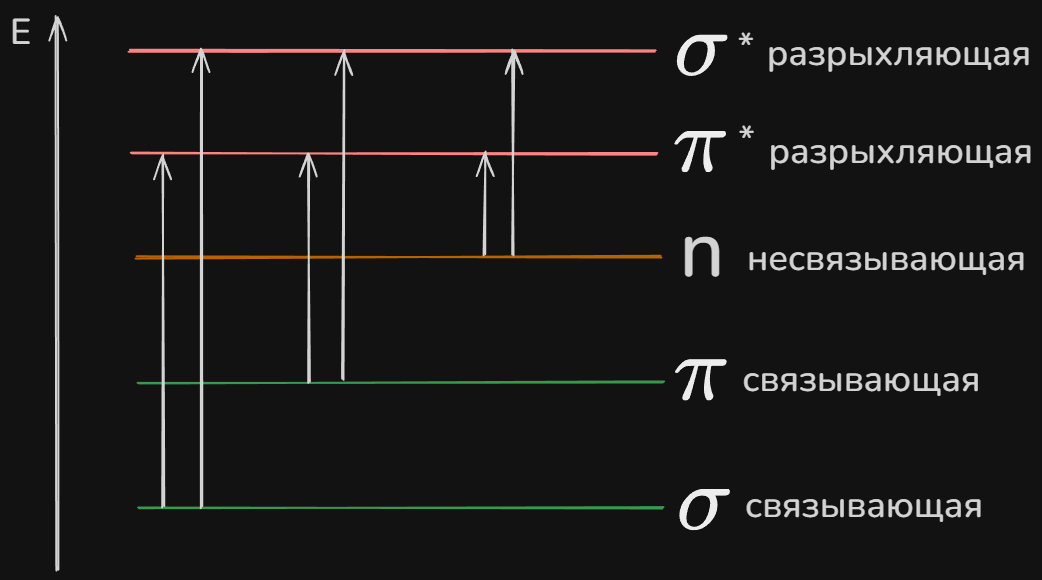 E
σ * разрыхляющая
π * разрыхляющая
n несвязывающая
π связывающая
σ связывающая